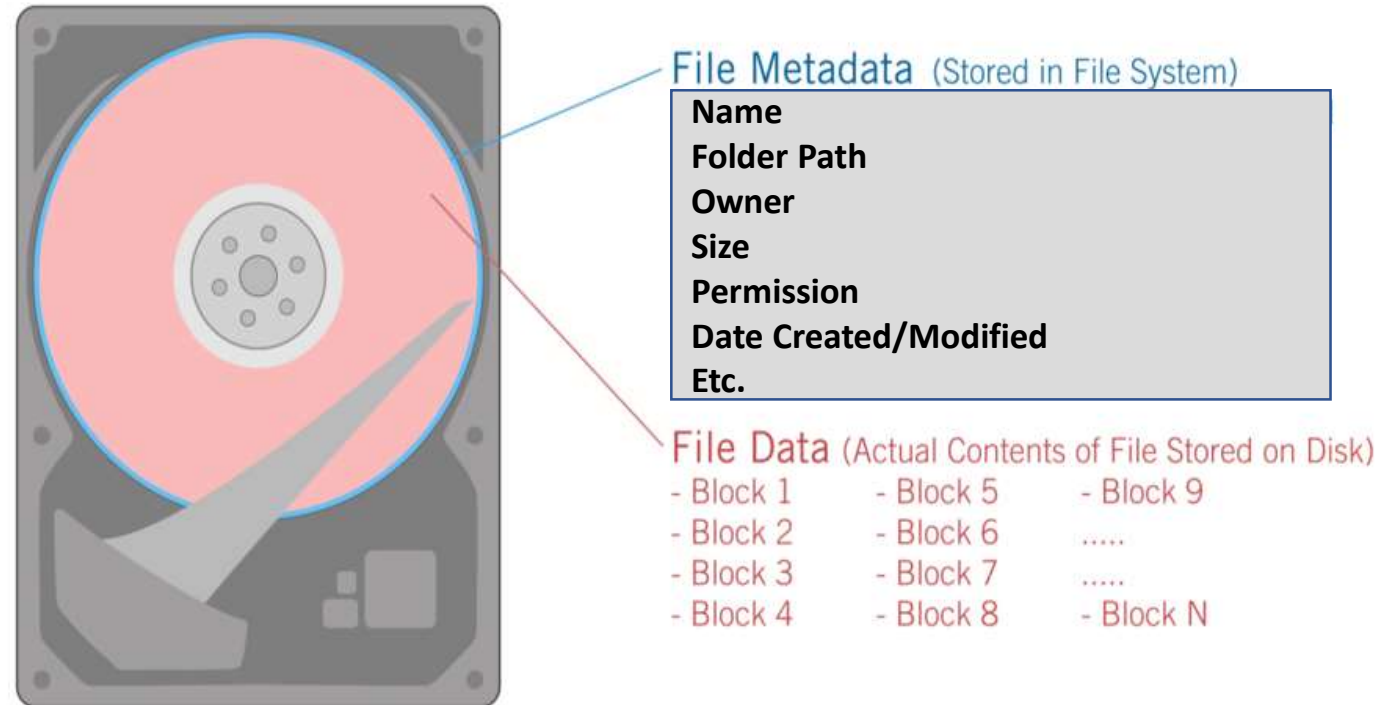 File Metadata (Stored in File System)
Name
Folder Path
Owner
Size
Permission
Date Created/Modified
Etc.
File Data (Actual Contents of File Stored on Disk)
- Block 1 - Block 5 - Block 9
- Block 2 - Block 6 .....
- Block 3 - Block 7 .....
- Block 4 - Block 8 - Block N